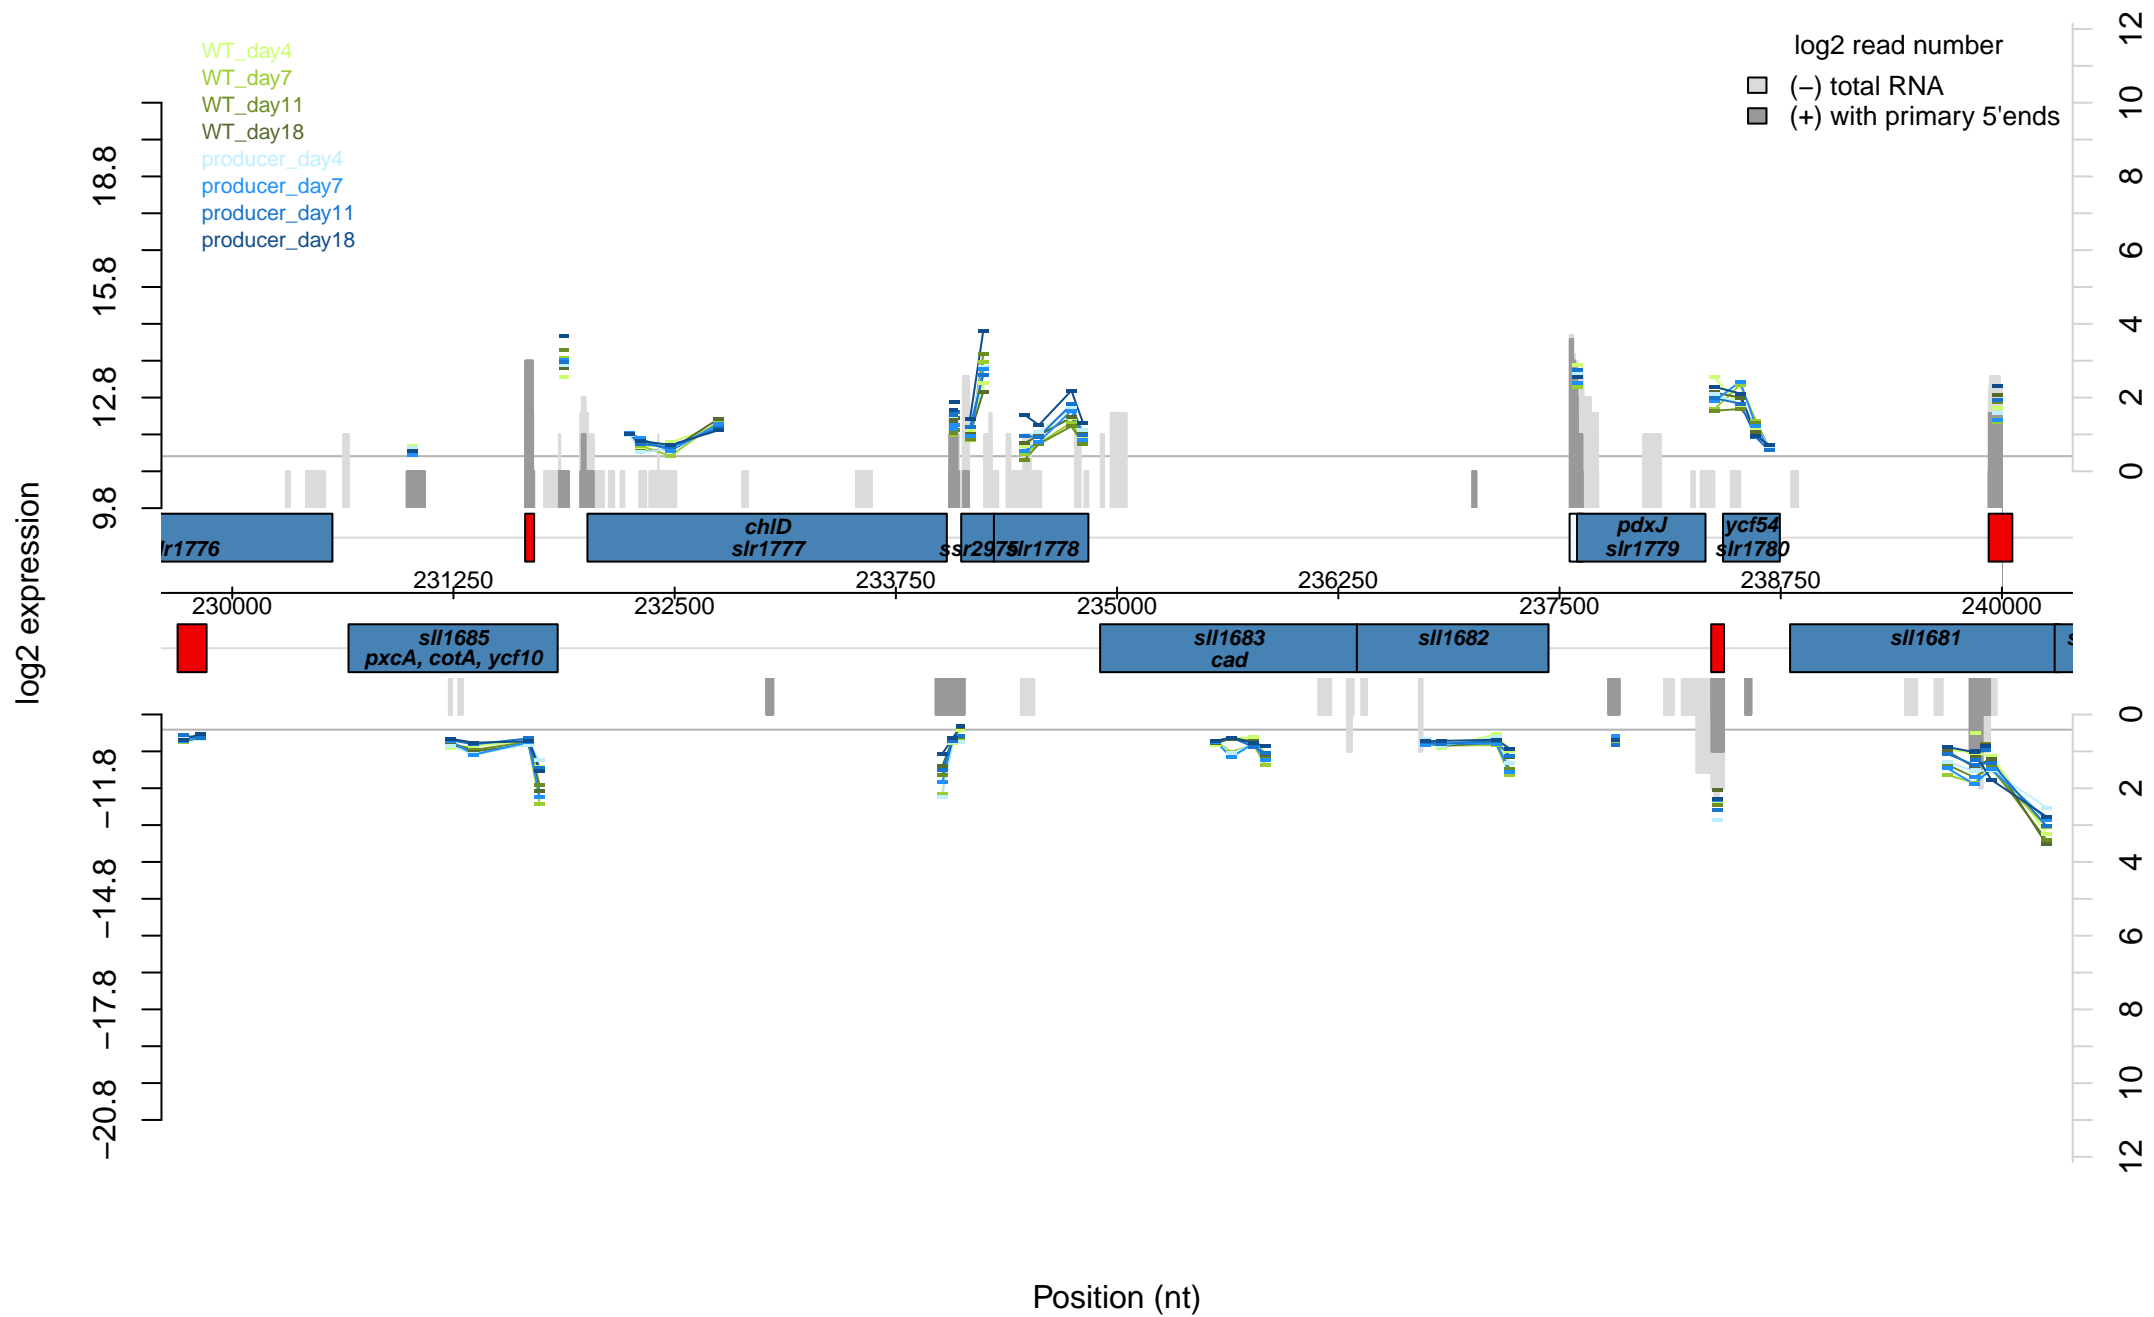 WT_day4
WT_day7
WT_day11
WT_day18
producer_day4
producer_day7
producer_day11
producer_day18
log2 read number
(−) total RNA
(+) with primary 5'ends
log2 expression
18.8
15.8
12.8
9.8
12
10
8
6
4
2
0
lr1776
chlD
slr1777
ssr2975
slr1778
pdxJ
slr1779
ycf54
slr1780
231250
233750
236250
238750
230000
232500
235000
237500
240000
sll1685
pxcA, cotA, ycf10
sll1683
cad
sll1682
sll1681
s
−11.8
−14.8
−17.8
−20.8
0
2
4
6
8
10
12
Position (nt)